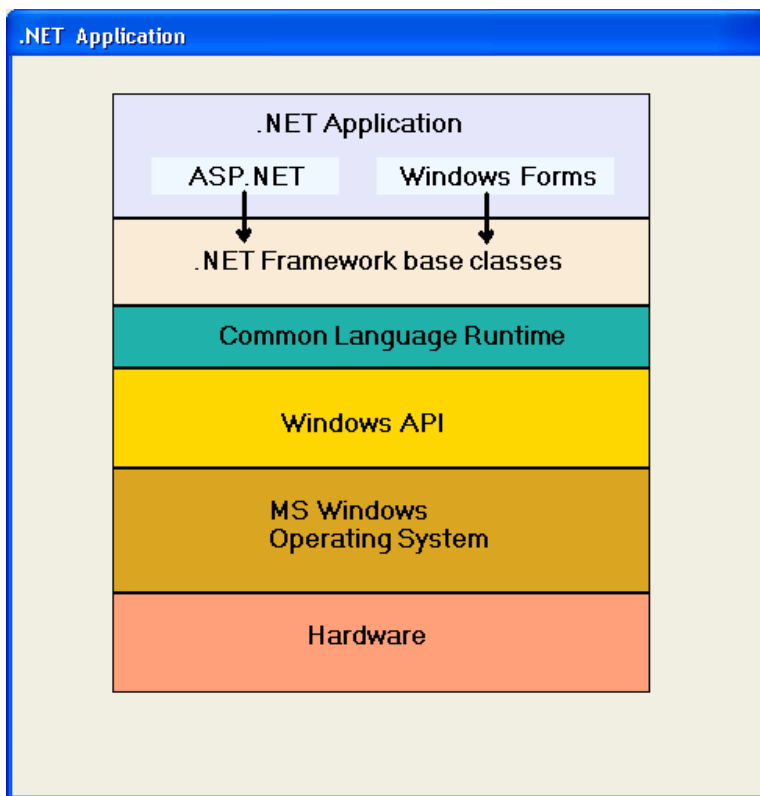 .NET Application
.NET Application
ASP.NET Windows Forms
.NET Framework base classes
Common Language Runtime
Windows API
MS Windows
Operating System
Hardware